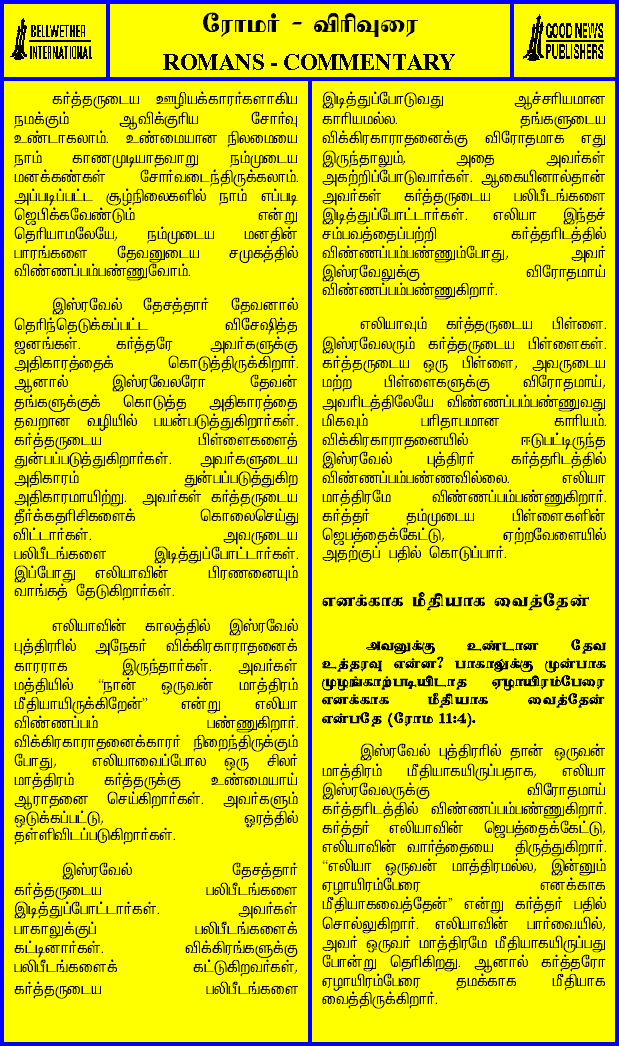 BELLWETHER
INTERNATIONAL
ரோமர் - விரிவுரை
ROMANS - COMMENTARY
GOOD NEWS
PUBLISHERS
கர்த்தருடைய ஊழியக்காரர்களாகிய
நமக்கும் ஆவிக்குரிய சோர்வு
உண்டாகலாம். உண்மையான நிலமையை
நாம் காணமுடியாதவாறு நம்முடைய
மனக்கண்கள் சோர்வடைந்திருக்கலாம்.
அப்படிப்பட்ட சூழ்நிலைகளில் நாம் எப்படி
ஜெபிக்கவேண்டும் என்று
தெரியாமலேயே, நம்முடைய மனதின்
பாரங்களை தேவனுடைய சமுகத்தில்
விண்ணப்பம்பண்ணுவோம்.
இஸ்ரவேல் தேசத்தார் தேவனால்
தெரிந்தெடுக்கப்பட்ட விசேஷித்த
ஜனங்கள். கர்த்தரே அவர்களுக்கு
அதிகாரத்தைக் கொடுத்திருக்கிறார்.
ஆனால் இஸ்ரவேலரோ தேவன்
தங்களுக்குக் கொடுத்த அதிகாரத்தை
தவறான வழியில் பயன்படுத்துகிறார்கள்.
கர்த்தருடைய பிள்ளைகளைத்
துன்பப்படுத்துகிறார்கள். அவர்களுடைய
அதிகாரம் துன்பப்படுத்துகிற
அதிகாரமாயிற்று. அவர்கள் கர்த்தருடைய
தீர்க்கதரிசிகளைக் கொலைசெய்து
விட்டார்கள். அவருடைய
பலிபீடங்களை இடித்துப்போட்டார்கள்.
இப்போது எலியாவின் பிரணனையும்
வாங்கத் தேடுகிறார்கள்.
எலியாவின் காலத்தில் இஸ்ரவேல்
புத்திரரில் அநேகர் விக்கிரகாராதனைக்
காரராக இருந்தார்கள். அவர்கள்
மத்தியில் “நான் ஒருவன் மாத்திரம்
மீதியாயிருக்கிறேன்” என்று எலியா
விண்ணப்பம் பண்ணுகிறார்.
விக்கிரகாராதனைக்காரர் நிறைந்திருக்கும்
போது, எலியாவைப்போல ஒரு சிலர்
மாத்திரம் கர்த்தருக்கு உண்மையாய்
ஆராதனை செய்கிறார்கள். அவர்களும்
ஒடுக்கப்பட்டு, ஓரத்தில்
தள்ளிவிடப்படுகிறார்கள்.
இஸ்ரவேல் தேசத்தார்
கர்த்தருடைய பலிபீடங்களை
இடித்துப்போட்டார்கள். அவர்கள்
பாகாலுக்குப் பலிபீடங்களைக்
கட்டினார்கள். விக்கிரங்களுக்கு
பலிபீடங்களைக் கட்டுகிறவர்கள்,
கர்த்தருடைய பலிபீடங்களை
இடித்துப்போடுவது ஆச்சரியமான
காரியமல்ல. தங்களுடைய
விக்கிரகாராதனைக்கு விரோதமாக எது
இருந்தாலும், அதை அவர்கள்
அகற்றிப்போடுவார்கள். ஆகையினால்தான்
அவர்கள் கர்த்தருடைய பலிபீடங்களை
இடித்துப்போட்டார்கள். எலியா இந்தச்
சம்பவத்தைப்பற்றி கர்த்தரிடத்தில்
விண்ணப்பம்பண்ணும்போது, அவர்
இஸ்ரவேலுக்கு விரோதமாய்
விண்ணப்பம்பண்ணுகிறார்.
எலியாவும் கர்த்தருடைய பிள்ளை.
இஸ்ரவேலரும் கர்த்தருடைய பிள்ளைகள்.
கர்த்தருடைய ஒரு பிள்ளை, அவருடைய
மற்ற பிள்ளைகளுக்கு விரோதமாய்,
அவரிடத்திலேயே விண்ணப்பம்பண்ணுவது
மிகவும் பரிதாபமான காரியம்.
விக்கிரகாராதனையில் ஈடுபட்டிருந்த
இஸ்ரவேல் புத்திரர் கர்த்தரிடத்தில்
விண்ணப்பம்பண்ணவில்லை. எலியா
மாத்திரமே விண்ணப்பம்பண்ணுகிறார்.
கர்த்தர் தம்முடைய பிள்ளைகளின்
ஜெபத்தைக்கேட்டு, ஏற்றவேளையில்
அதற்குப் பதில் கொடுப்பார்.
எனக்காக மீதியாக வைத்தேன்
அவனுக்கு உண்டான தேவ
உத்தரவு என்ன? பாகாலுக்கு முன்பாக
முழங்காற்படியிடாத ஏழாயிரம்பேரை
எனக்காக மீதியாக வைத்தேன்
என்பதே (ரோம 11:4).
இஸ்ரவேல் புத்திரரில் தான் ஒருவன்
மாத்திரம் மீதியாகயிருப்பதாக, எலியா
இஸ்ரவேலருக்கு விரோதமாய்
கர்த்தரிடத்தில் விண்ணப்பம்பண்ணுகிறார்.
கர்த்தர் எலியாவின் ஜெபத்தைக்கேட்டு,
எலியாவின் வார்த்தையை திருத்துகிறார்.
“எலியா ஒருவன் மாத்திரமல்ல, இன்னும்
ஏழாயிரம்பேரை எனக்காக
மீதியாகவைத்தேன்” என்று கர்த்தர் பதில்
சொல்லுகிறார். எலியாவின் பார்வையில்,
அவர் ஒருவர் மாத்திரமே மீதியாகயிருப்பது
போன்று தெரிகிறது. ஆனால் கர்த்தரோ
ஏழாயிரம்பேரை தமக்காக மீதியாக
வைத்திருக்கிறார்.